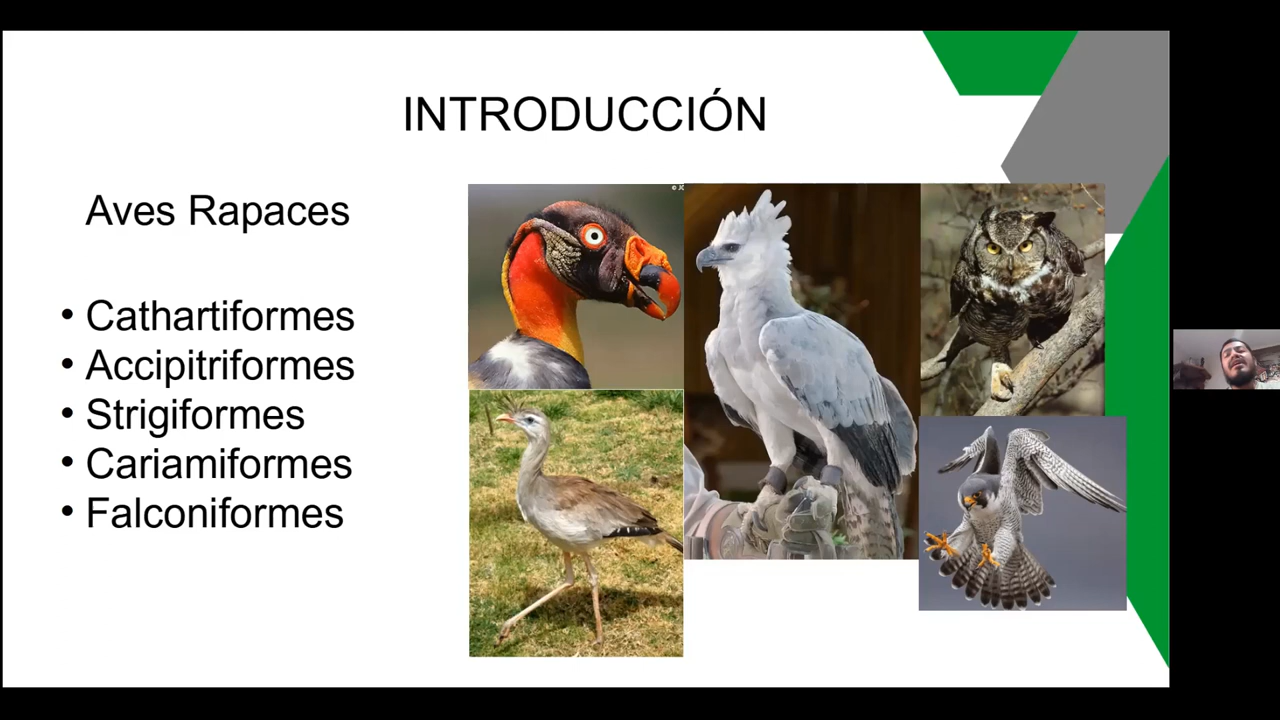 INTRODUCCIÓN
Aves Rapaces
• Cathartiformes
• Accipitriformes
• Strigiformes
• Cariamiformes
• Falconiformes